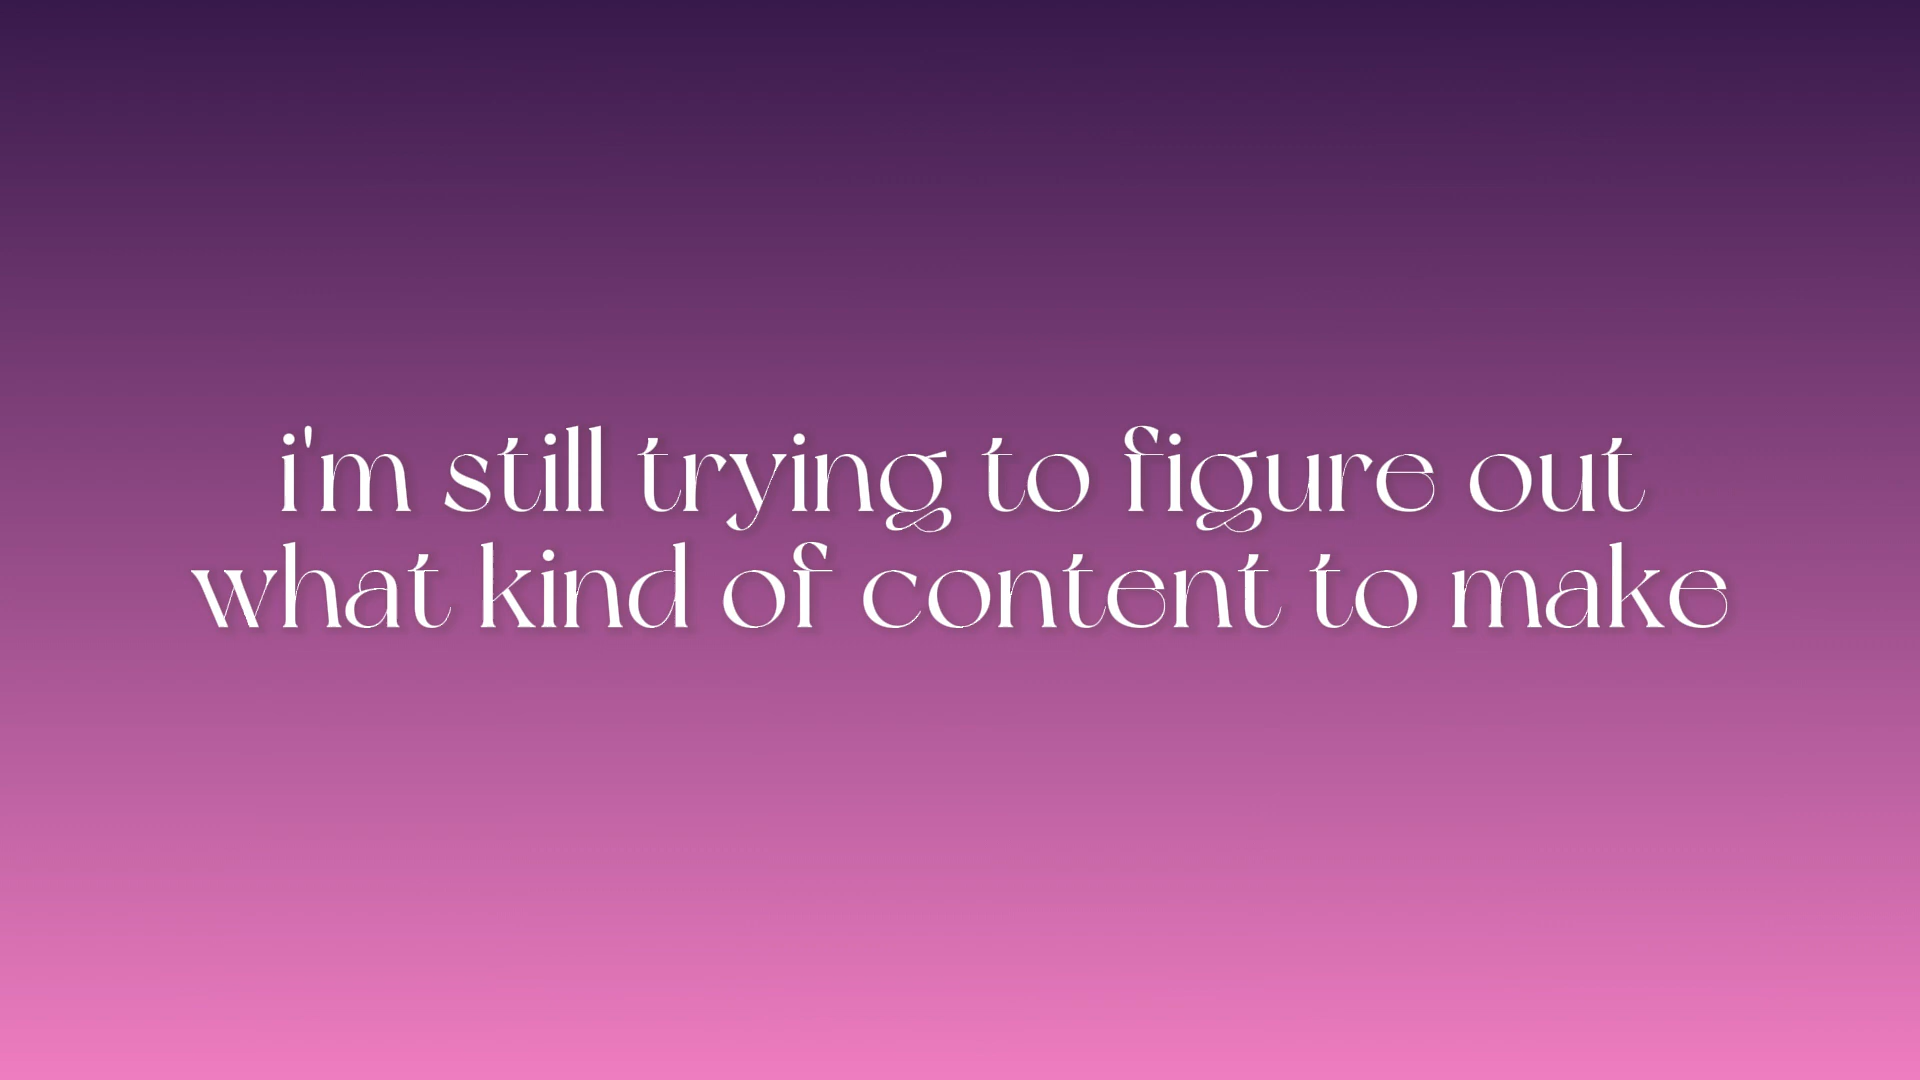 i'm still trying to figure out
what kind of content to make